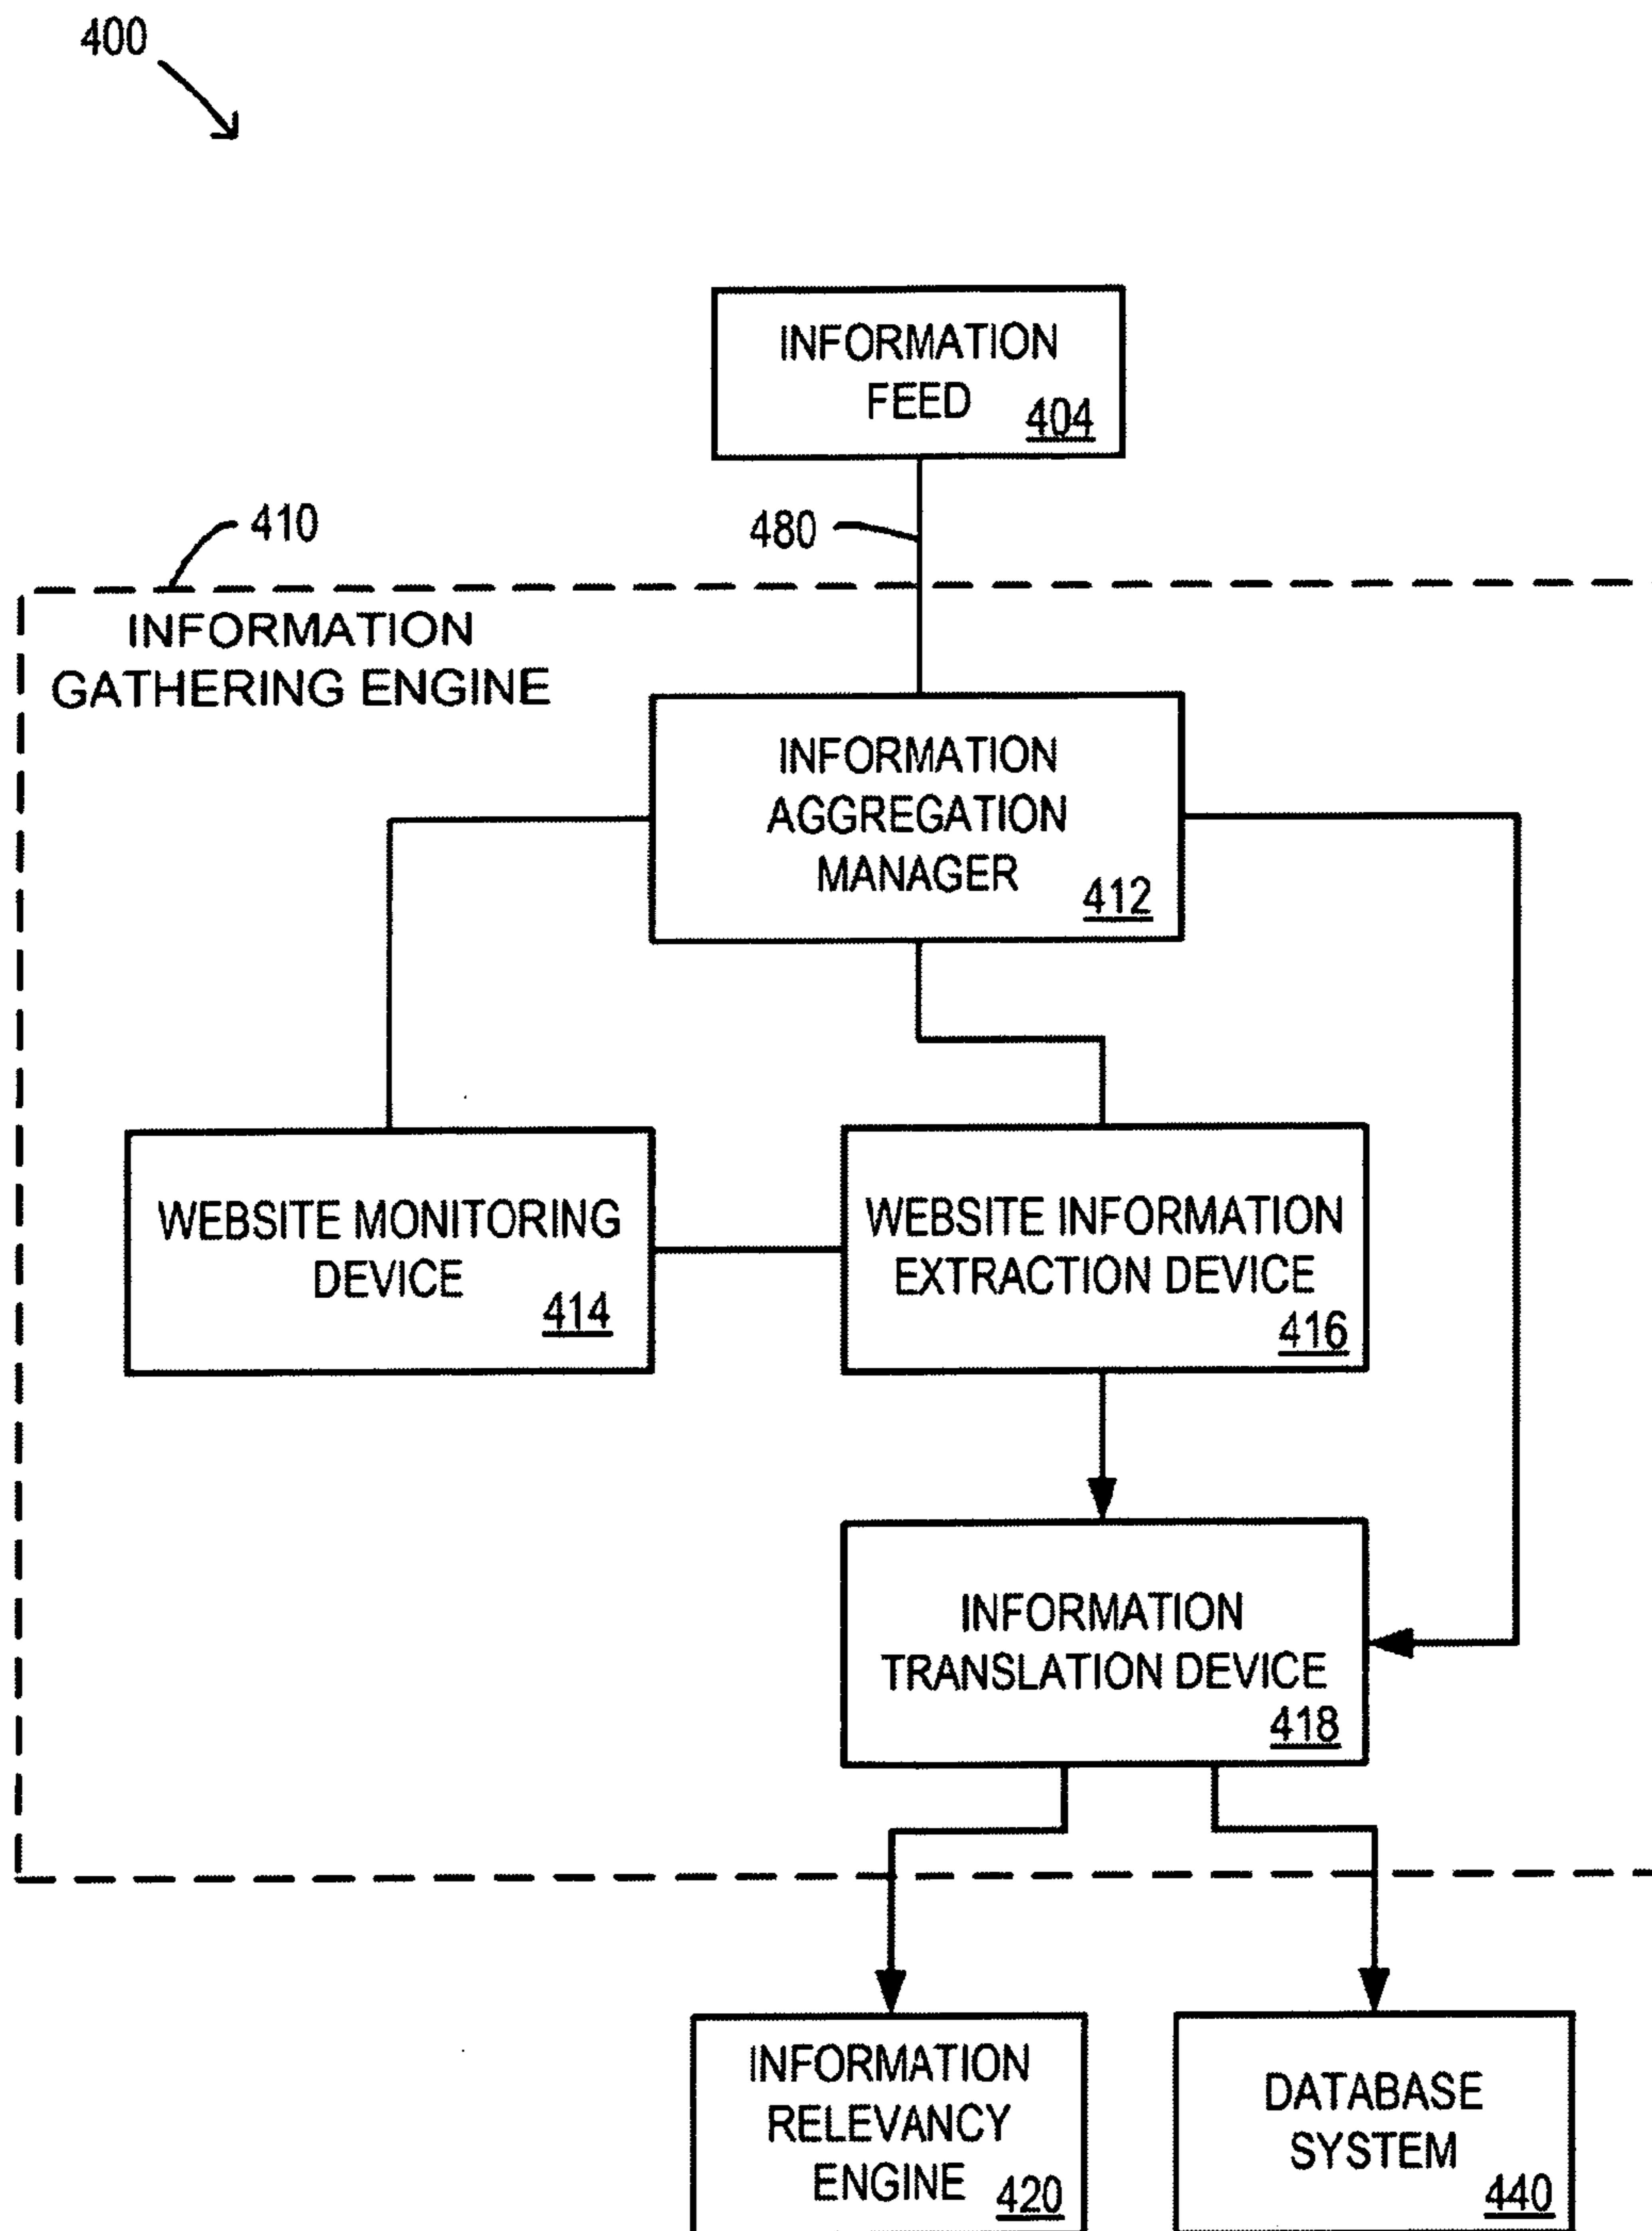 400
INFORMATION
FEED
404
410
480
INFORMATION
GATHERING ENGINE
INFORMATION
AGGREGATION
MANAGER
412
WEBSITE MONITORING
DEVICE
414
WEBSITE INFORMATION
EXTRACTION DEVICE
416
INFORMATION
TRANSLATION DEVICE
418
INFORMATION
RELEVANCY
ENGINE
420
DATABASE
SYSTEM
440